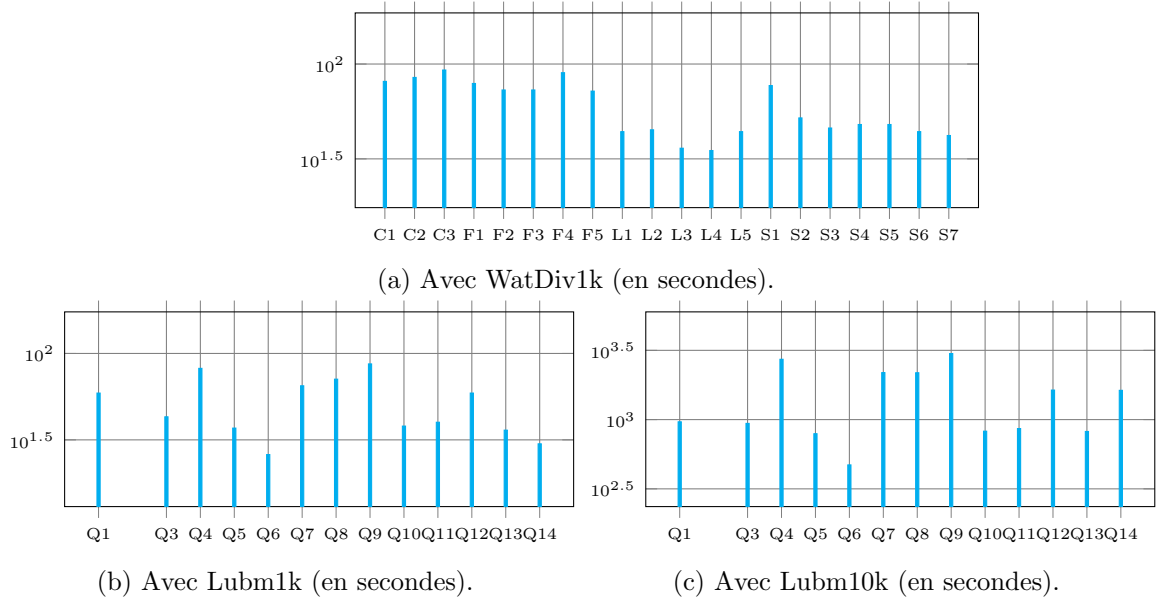 10^2
10^1.5
C1 C2 C3 F1 F2 F3 F4 F5 L1 L2 L3 L4 L5 S1 S2 S3 S4 S5 S6 S7
(a) Avec WatDiv1k (en secondes).
10^2
10^1.5
Q1 Q3 Q4 Q5 Q6 Q7 Q8 Q9 Q10 Q11 Q12 Q13 Q14
(b) Avec Lubm1k (en secondes).
10^3.5
10^3
10^2.5
Q1 Q3 Q4 Q5 Q6 Q7 Q8 Q9 Q10 Q11 Q12 Q13 Q14
(c) Avec Lubm10k (en secondes).